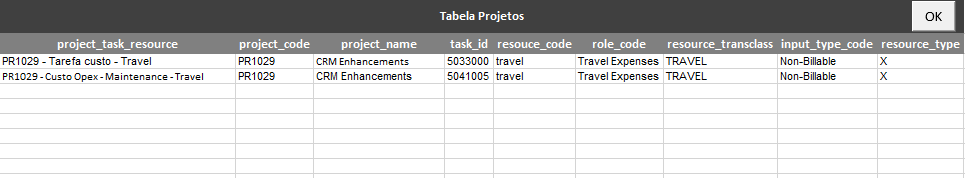 Tabela Projetos
OK
project_task_resource project_code project_name task_id resouce_code role_code resource_transclass input_type_code resource_type
PR1029 - Tarefa custo - Travel PR1029 CRM Enhancements 5033000 travel Travel Expenses TRAVEL Non-Billable X
PR1029 - Custo Opex - Maintenance - Travel PR1029 CRM Enhancements 5041005 travel Travel Expenses TRAVEL Non-Billable X